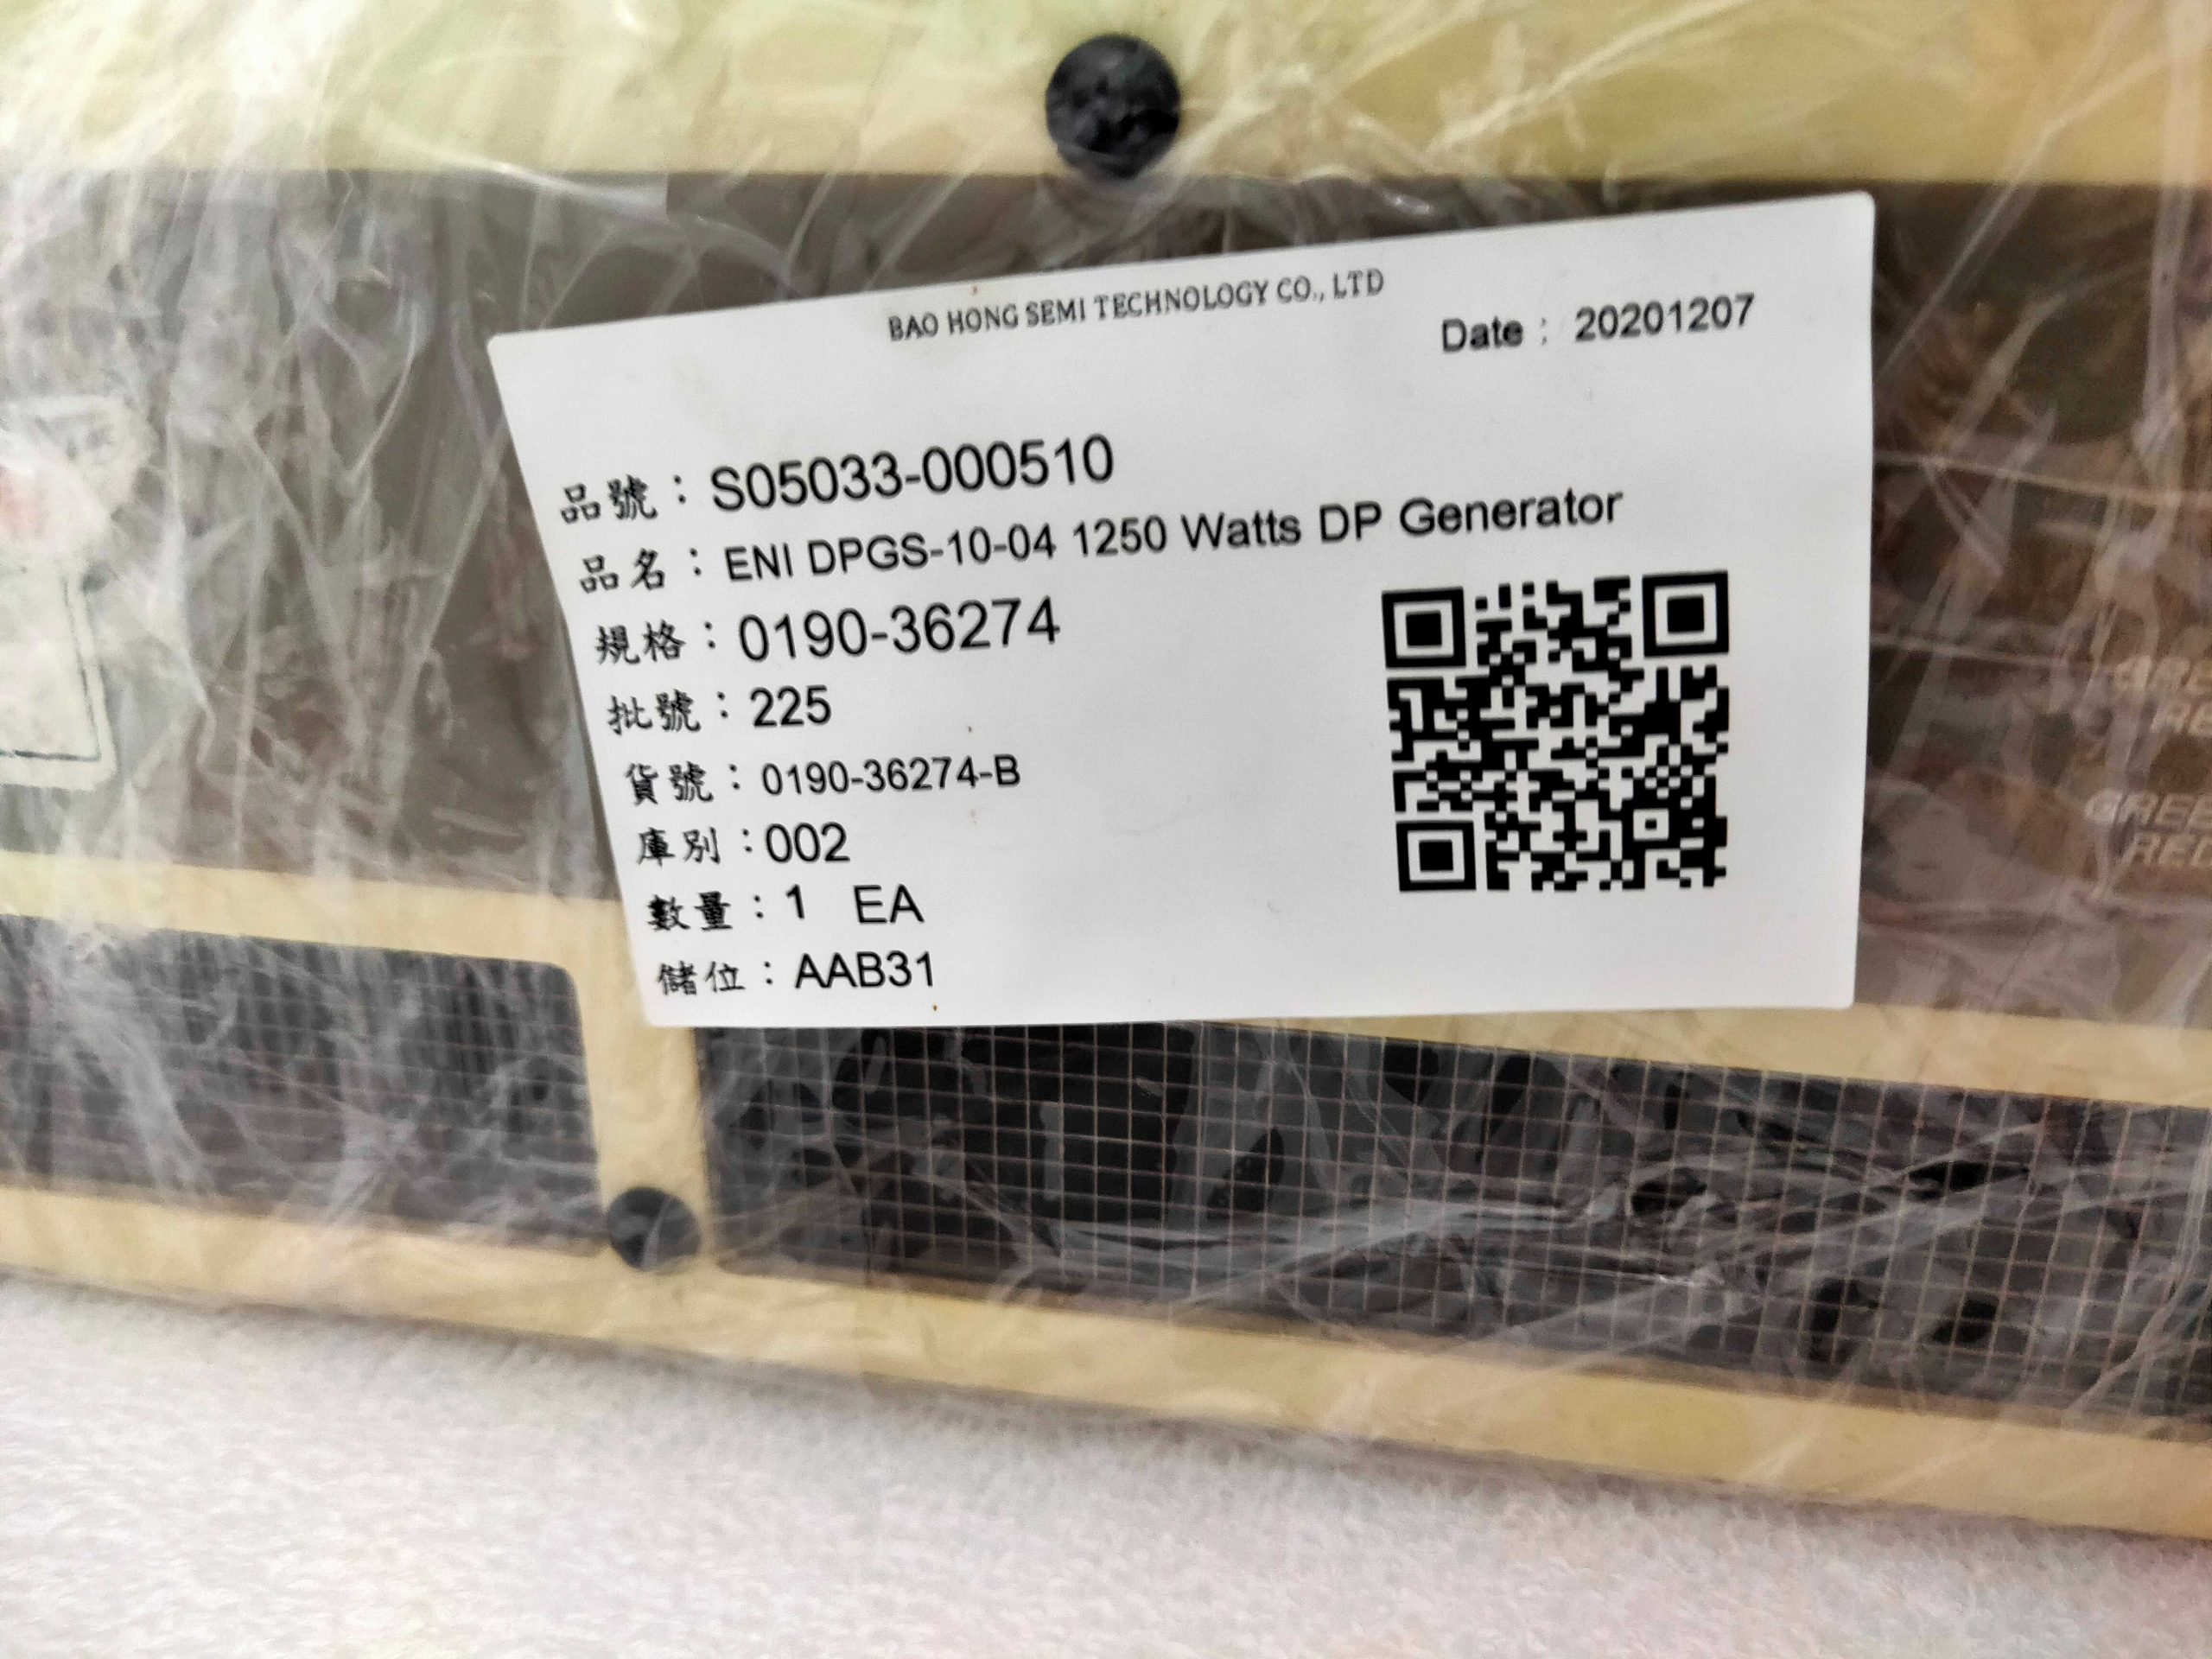 BAO HONG SEMI TECHNOLOGY CO., LTD
Date : 20201207
品號：S05033-000510
品名：ENI DPGS-10-04 1250 Watts DP Generator
規格：0190-36274
批號：225
貨號：0190-36274-B
庫別：002
數量：1 EA
儲位：AAB31